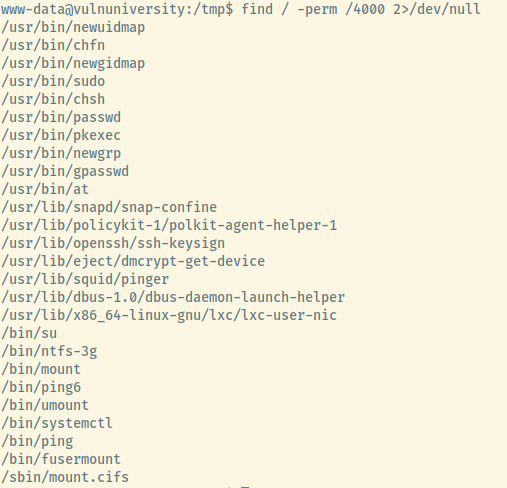 www-data@vulnuniversity:/tmp$ find / -perm /4000 2>/dev/null
/usr/bin/newuidmap
/usr/bin/chfn
/usr/bin/newgidmap
/usr/bin/sudo
/usr/bin/chsh
/usr/bin/passwd
/usr/bin/pkexec
/usr/bin/newgrp
/usr/bin/gpasswd
/usr/bin/at
/usr/lib/snapd/snap-confine
/usr/lib/policykit-1/polkit-agent-helper-1
/usr/lib/openssh/ssh-keysign
/usr/lib/eject/dmcrypt-get-device
/usr/lib/squid/pinger
/usr/lib/dbus-1.0/dbus-daemon-launch-helper
/usr/lib/x86_64-linux-gnu/lxc/lxc-user-nic
/bin/su
/bin/ntfs-3g
/bin/mount
/bin/ping6
/bin/umount
/bin/systemctl
/bin/ping
/bin/fusermount
/sbin/mount.cifs